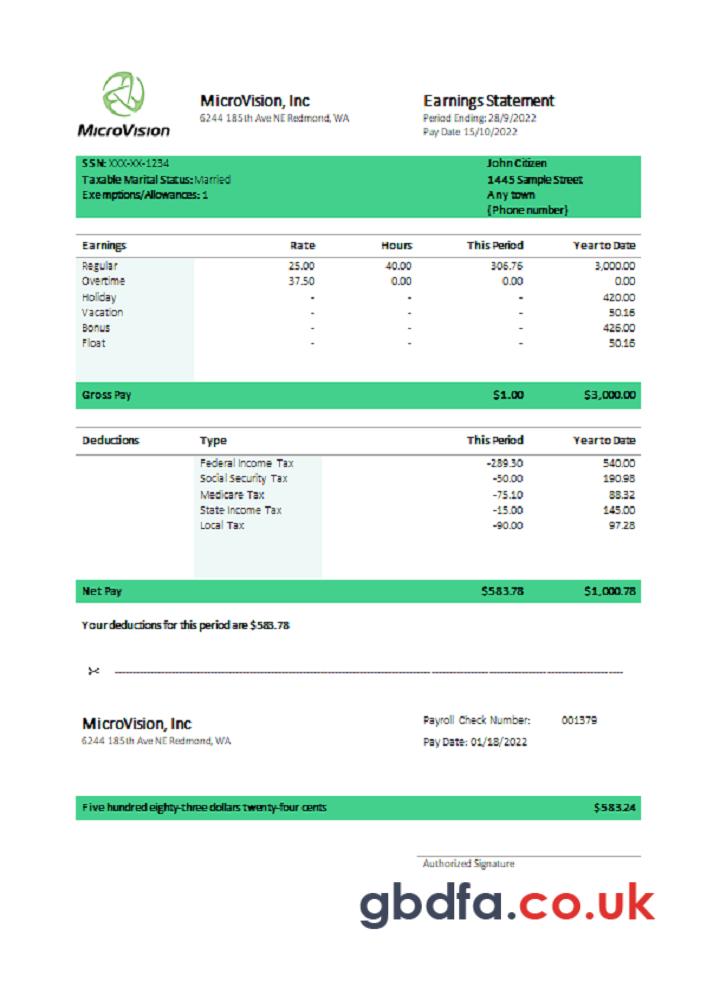 MicroVision
MicroVision, Inc
6244 185th Ave NE Redmond, WA
Earnings Statement
Period Ending: 28/9/2022
Pay Date 15/10/2022
SSN: XXX-XX-1234
Taxable Marital Status: Married
Exemptions/Allowances: 1
John Citizen
1445 Sample Street
Any town
{Phone number}
Earnings Rate Hours This Period Year to Date
Regular 25.00 40.00 306.76 3,000.00
Overtime 37.50 0.00 0.00 0.00
Holiday - - - 420.00
Vacation - - - 50.16
Bonus - - - 426.00
Float - - - 50.16
Gross Pay $1.00 $3,000.00
Deductions Type This Period Year to Date
Federal Income Tax -289.30 540.00
Social Security Tax -50.00 190.98
Medicare Tax -75.10 88.32
State Income Tax -15.00 145.00
Local Tax -90.00 97.28
Net Pay $583.78 $1,000.78
Your deductions for this period are $583.78
MicroVision, Inc
6244 185th Ave NE Redmond, WA
Payroll Check Number: 001379
Pay Date: 01/18/2022
Five hundred eighty-three dollars twenty-four cents $583.24
Authorized Signature
gbdfa.co.uk